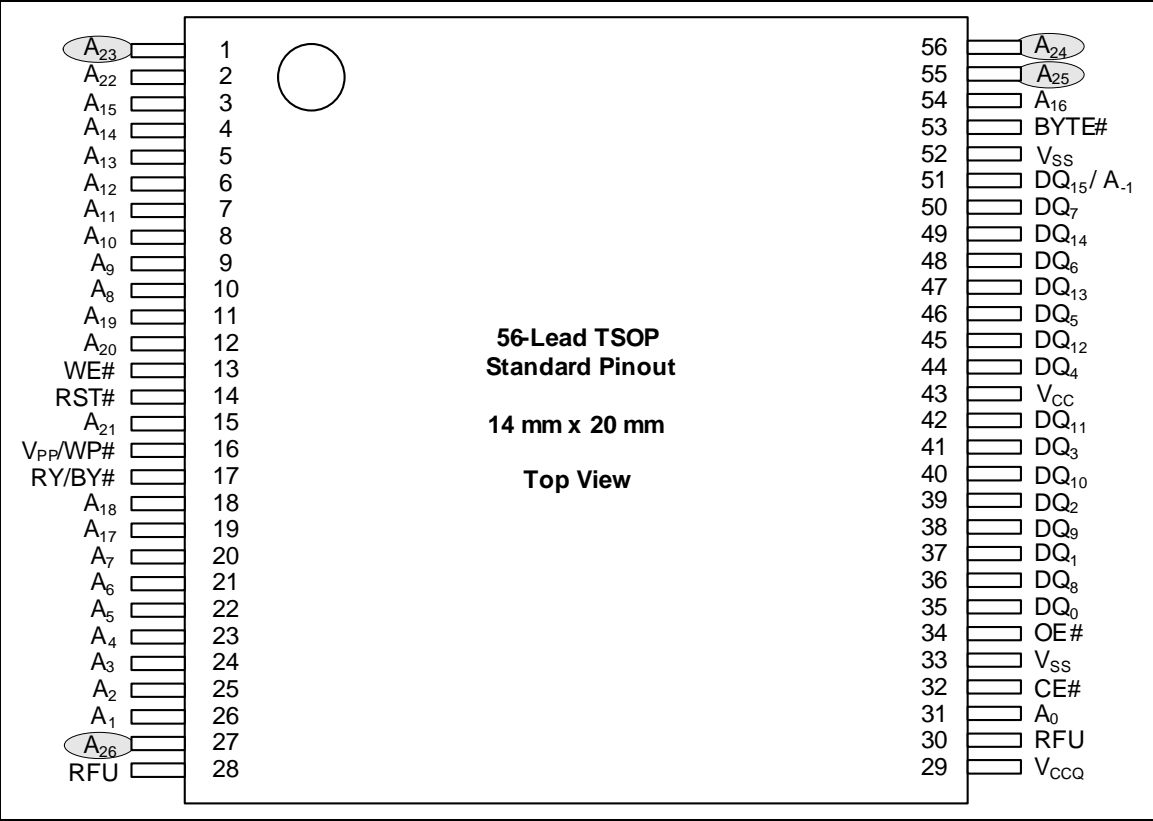 A23 1
A22 2
A15 3
A14 4
A13 5
A12 6
A11 7
A10 8
A9 9
A8 10
A19 11
A20 12
WE# 13
RST# 14
A21 15
VPP/WP# 16
RY/BY# 17
A18 18
A17 19
A7 20
A6 21
A5 22
A4 23
A3 24
A2 25
A1 26
A26 27
RFU 28
56-Lead TSOP
Standard Pinout
14 mm x 20 mm
Top View
56 A24
55 A25
54 A16
53 BYTE#
52 VSS
51 DQ15/ A-1
50 DQ7
49 DQ14
48 DQ6
47 DQ13
46 DQ5
45 DQ12
44 DQ4
43 VCC
42 DQ11
41 DQ3
40 DQ10
39 DQ2
38 DQ9
37 DQ1
36 DQ8
35 DQ0
34 OE#
33 VSS
32 CE#
31 A0
30 RFU
29 VCCQ